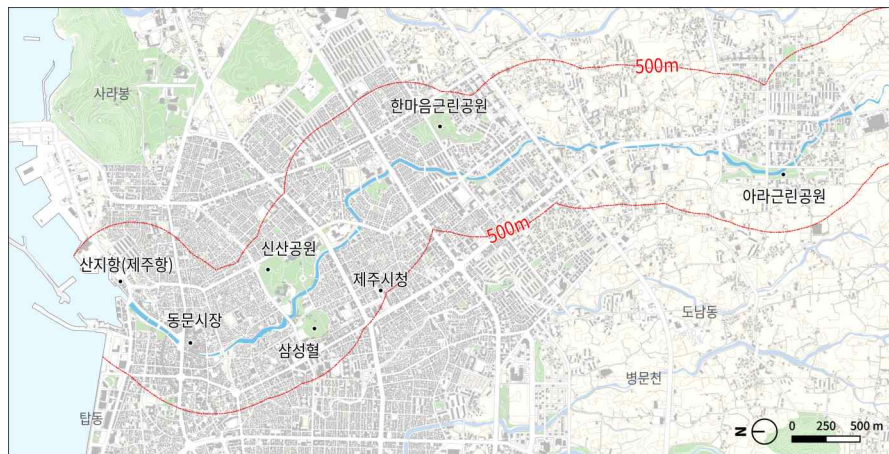 500m
사라봉
한마음근린공원
아라근린공원
500m
신산공원
산지항(제주항)
제주시청
도남동
동문시장
삼성혈
병문천
탑동
N
0 250 500 m